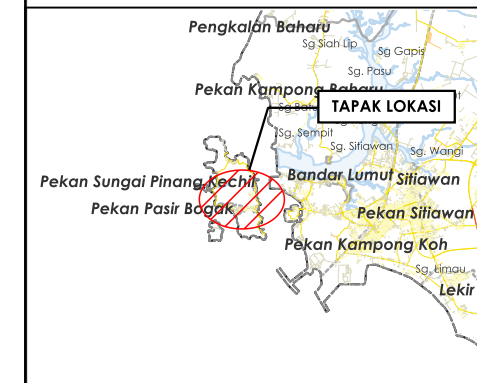 Pengkalan Baharu
Sg Siah Lip
Sg Gapis
Sg. Pasu
Pekan Kampong Baharu
TAPAK LOKASI
Sg. Sempit
Sg. Sitiawan
Sg. Wangi
Pekan Sungai Pinang Kechil
Bandar Lumut
Sitiawan
Pekan Pasir Bogak
Pekan Sitiawan
Pekan Kampong Koh
Sg. Limau
Lekir